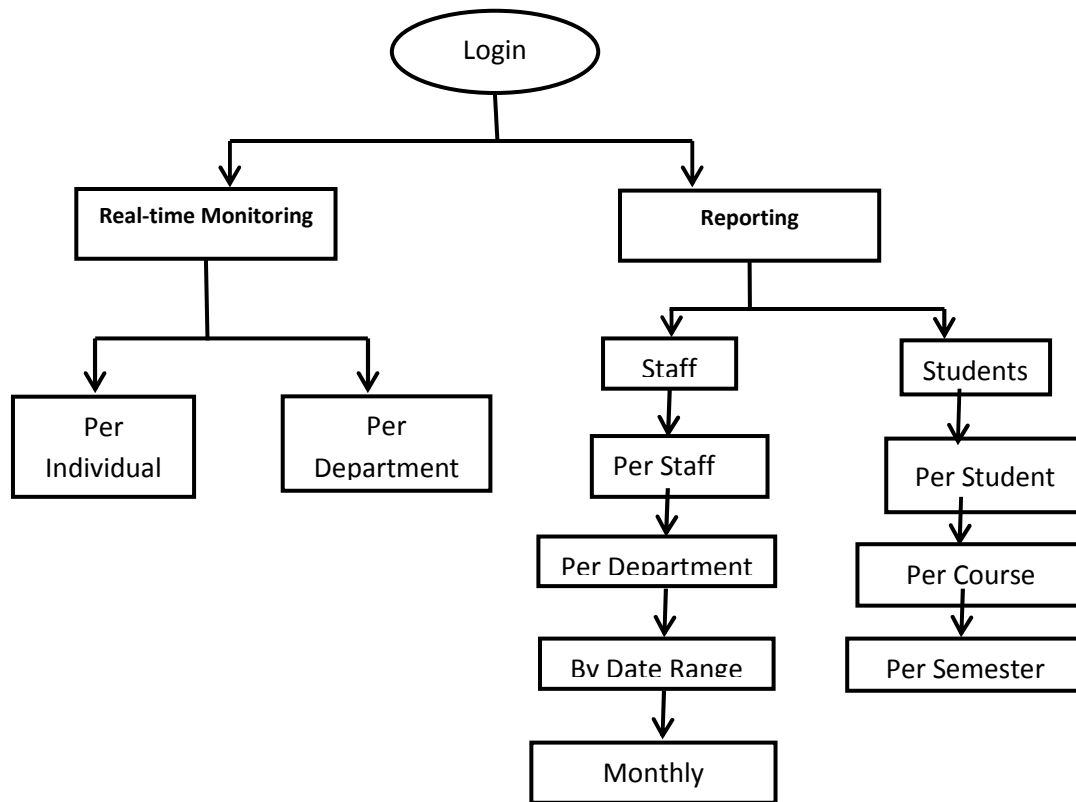 Login
Real-time Monitoring
Reporting
Staff
Students
Per
Individual
Per
Department
Per Staff
Per Student
Per Department
Per Course
By Date Range
Per Semester
Monthly